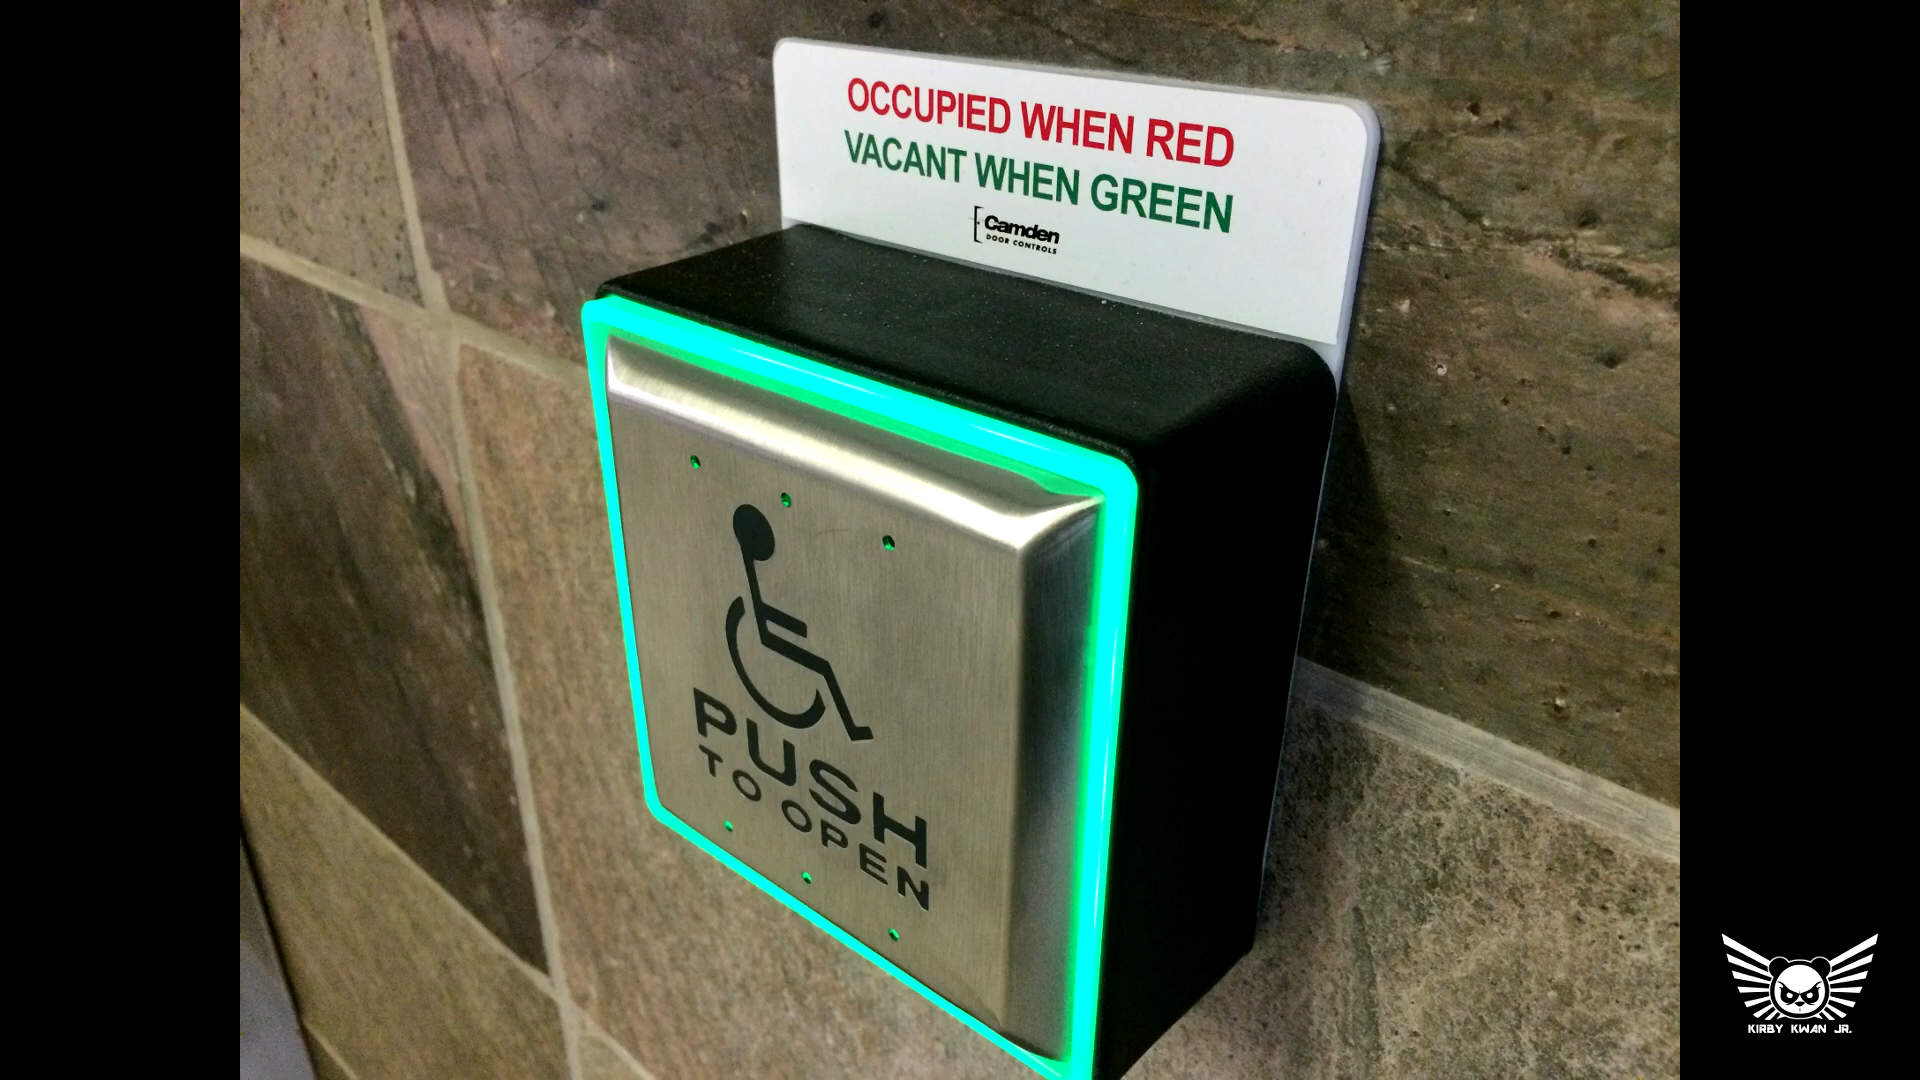 OCCUPIED WHEN RED
VACANT WHEN GREEN
Camden
DOOR CONTROLS
PUSH
TO OPEN
KIRBY KWAN JR.